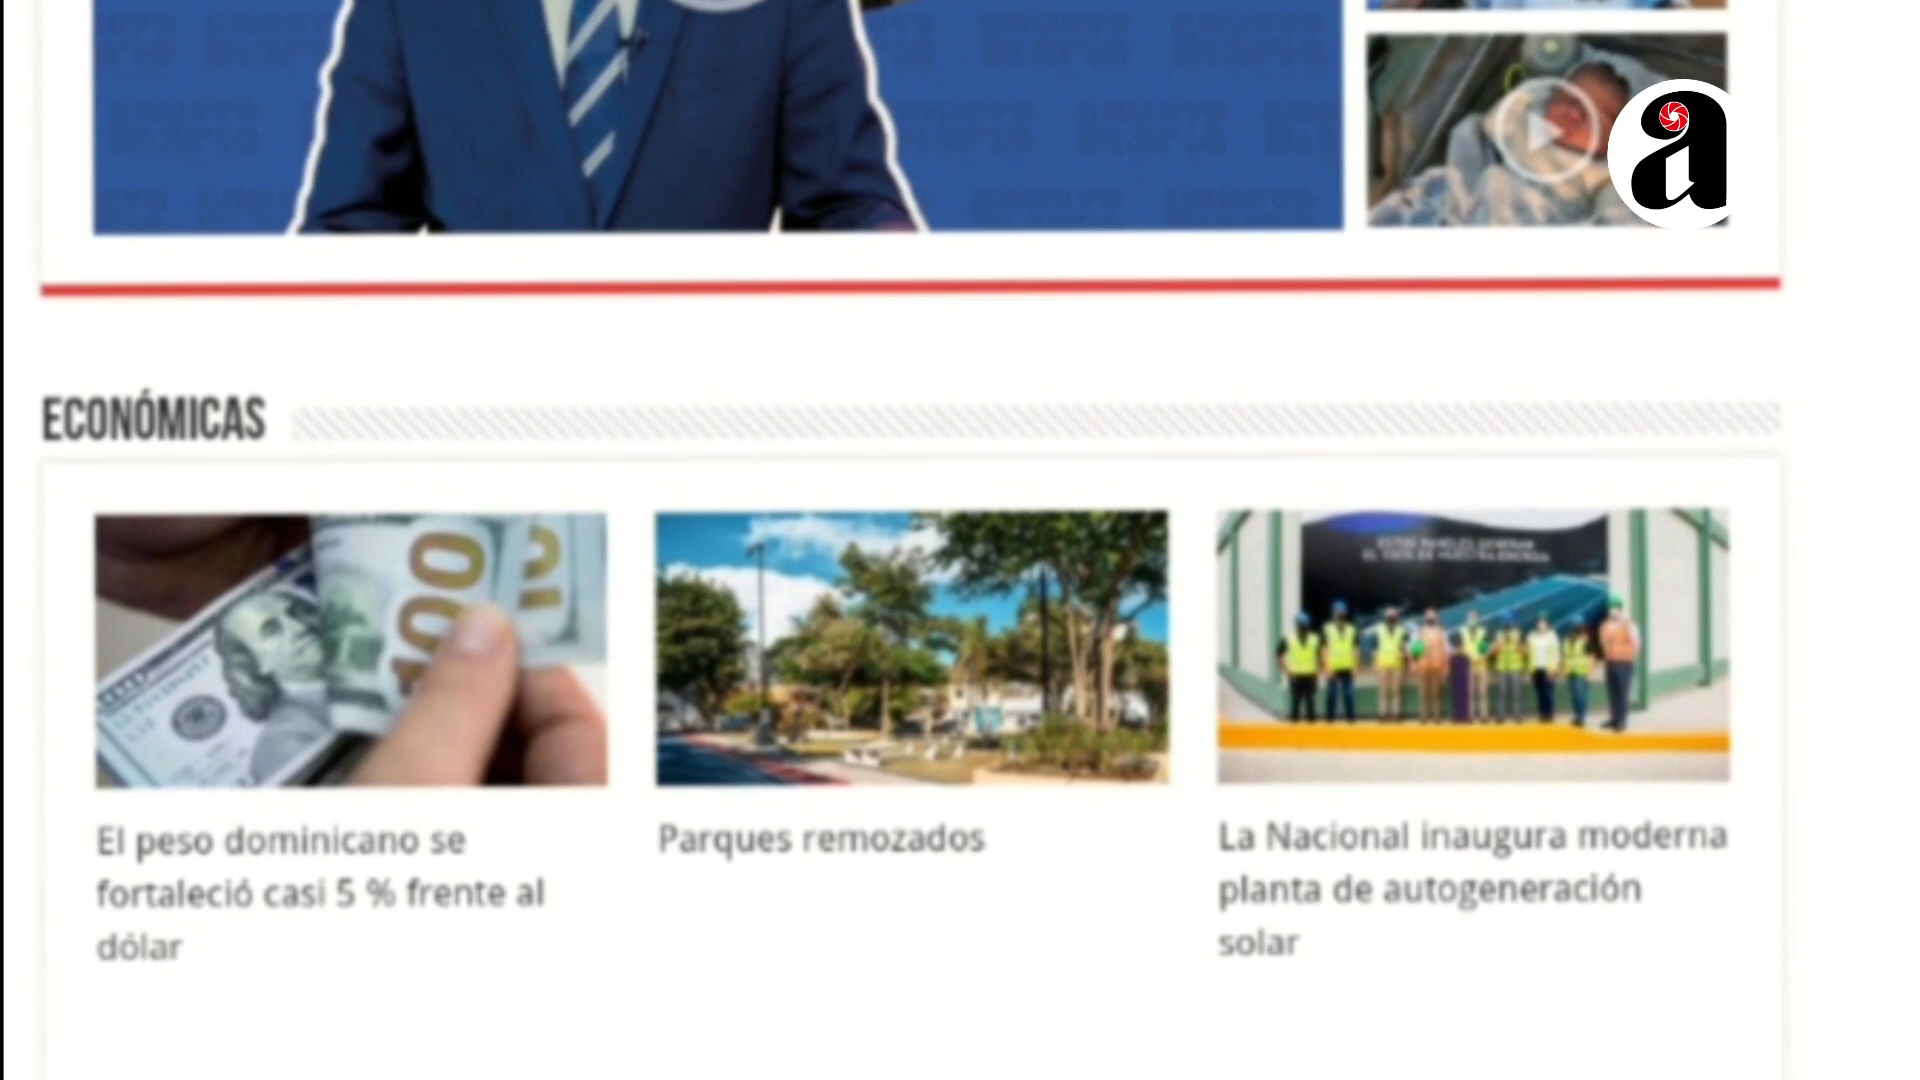 a
ECONÓMICAS
100
El peso dominicano se
fortaleció casi 5 % frente al
dólar
Parques remozados
La Nacional inaugura moderna
planta de autogeneración
solar